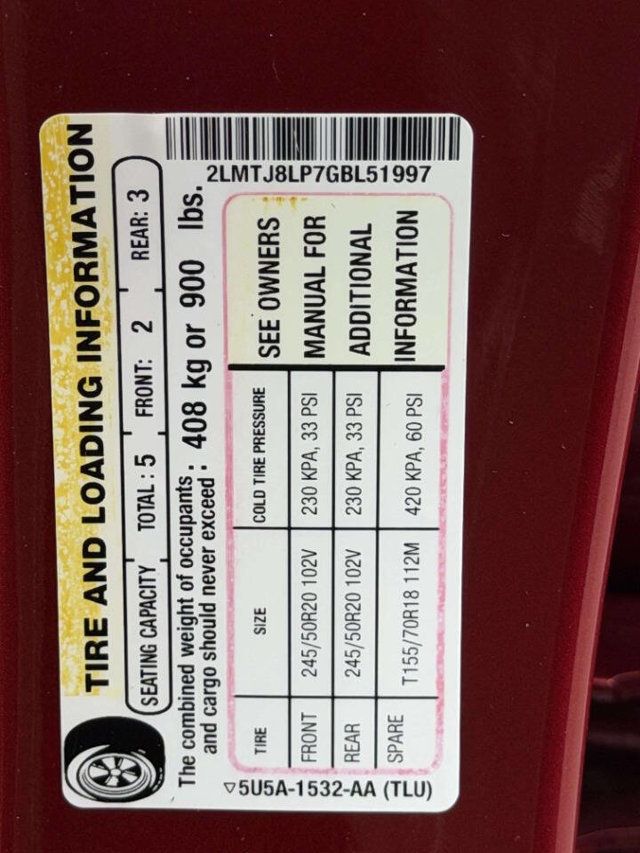 TIRE AND LOADING INFORMATION
SEATING CAPACITY TOTAL: 5 FRONT: 2 REAR: 3
The combined weight of occupants
and cargo should never exceed : 408 kg or 900 lbs.
TIRE SIZE COLD TIRE PRESSURE
FRONT 245/50R20 102V 230 KPA, 33 PSI
REAR 245/50R20 102V 230 KPA, 33 PSI
SPARE T155/70R18 112M 420 KPA, 60 PSI
SEE OWNERS
MANUAL FOR
ADDITIONAL
INFORMATION
2LMTJ8LP7GBL51997
▽5U5A-1532-AA (TLU)